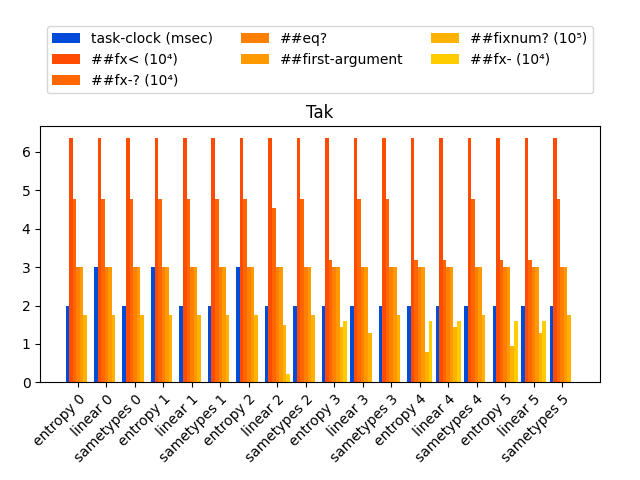 task-clock (msec)
##fx< (10⁴)
##fx-? (10⁴)
##eq?
##first-argument
##fixnum? (10⁵)
##fx- (10⁴)
Tak
6
5
4
3
2
1
0
entropy 0
linear 0
sametypes 0
entropy 1
linear 1
sametypes 1
entropy 2
linear 2
sametypes 2
entropy 3
linear 3
sametypes 3
entropy 4
linear 4
sametypes 4
entropy 5
linear 5
sametypes 5